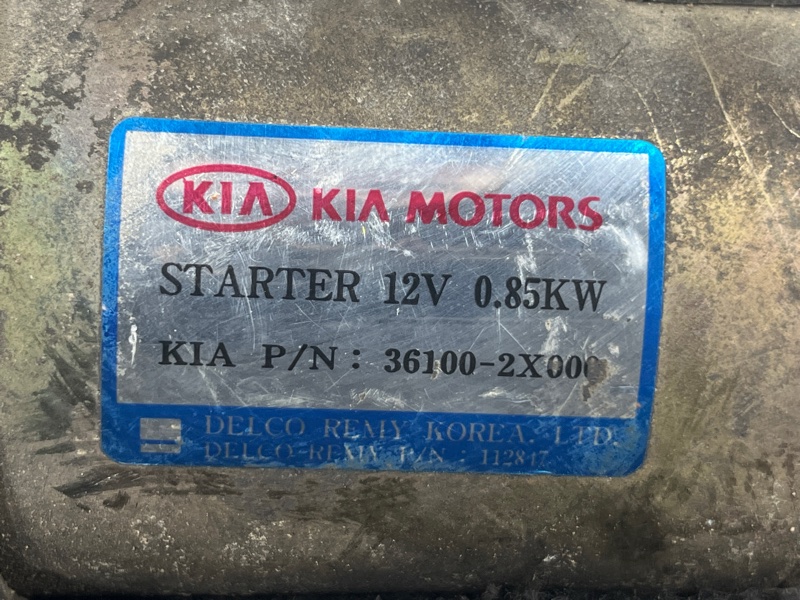 KIA KIA MOTORS
STARTER 12V 0.85KW
KIA P/N : 36100-2X000
DELCO REMY KOREA. LTD.
DELCO-REMY P/N : 112847